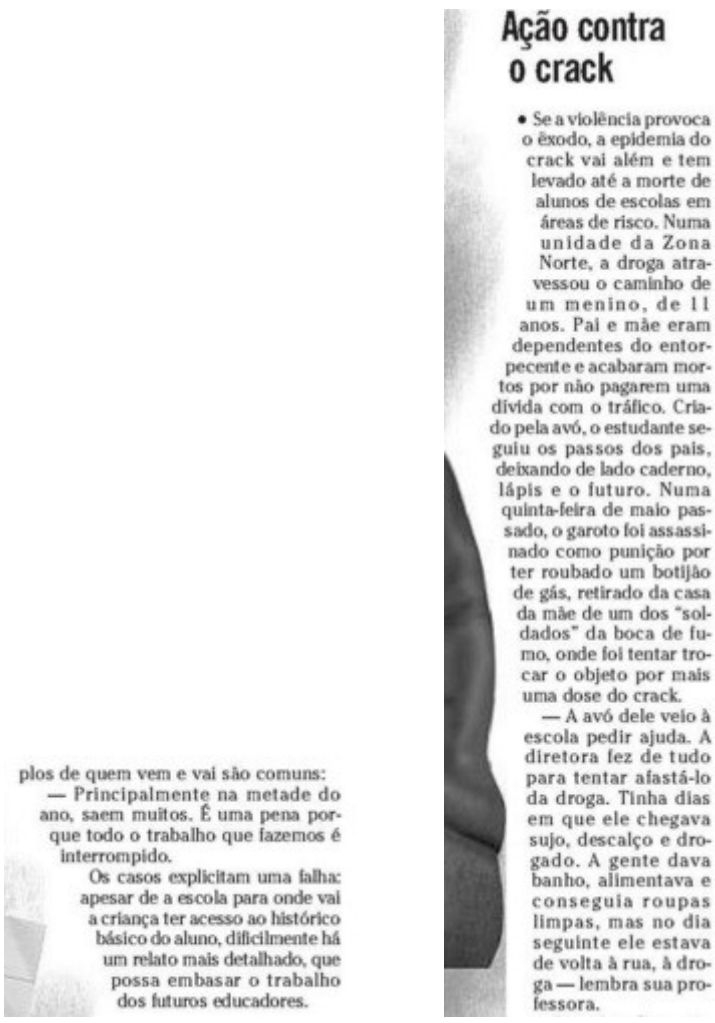 plos de quem vem e vai são comuns:
— Principalmente na metade do
ano, saem muitos. É uma pena por-
que todo o trabalho que fazemos é
interrompido.
Os casos explicitam uma falha:
apesar de a escola para onde vai
a criança ter acesso ao histórico
básico do aluno, dificilmente há
um relato mais detalhado, que
possa embasar o trabalho
dos futuros educadores.
Ação contra
o crack
• Se a violência provoca
o êxodo, a epidemia do
crack vai além e tem
levado até a morte de
alunos de escolas em
áreas de risco. Numa
unidade da Zona
Norte, a droga atra-
vessou o caminho de
um menino, de 11
anos. Pai e mãe eram
dependentes do entor-
pecente e acabaram mor-
tos por não pagarem uma
dívida com o tráfico. Cria-
do pela avó, o estudante se-
guiu os passos dos pais,
deixando de lado caderno,
lápis e o futuro. Numa
quinta-feira de maio pas-
sado, o garoto foi assassi-
nado como punição por
ter roubado um botijão
de gás, retirado da casa
da mãe de um dos “sol-
dados” da boca de fu-
mo, onde foi tentar tro-
car o objeto por mais
uma dose do crack.
— A avó dele veio à
escola pedir ajuda. A
diretora fez de tudo
para tentar afastá-lo
da droga. Tinha dias
em que ele chegava
sujo, descalço e dro-
gado. A gente dava
banho, alimentava e
conseguia roupas
limpas, mas no dia
seguinte ele estava
de volta à rua, à dro-
ga — lembra sua pro-
fessora.